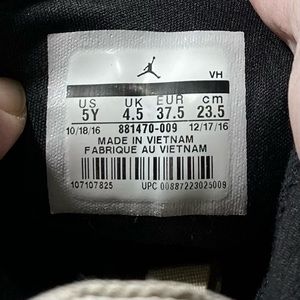 VH
US UK EUR cm
5Y 4.5 37.5 23.5
10/18/16 881470-009 12/17/16
MADE IN VIETNAM
FABRIQUE AU VIETNAM
107107825 UPC 00887223025009